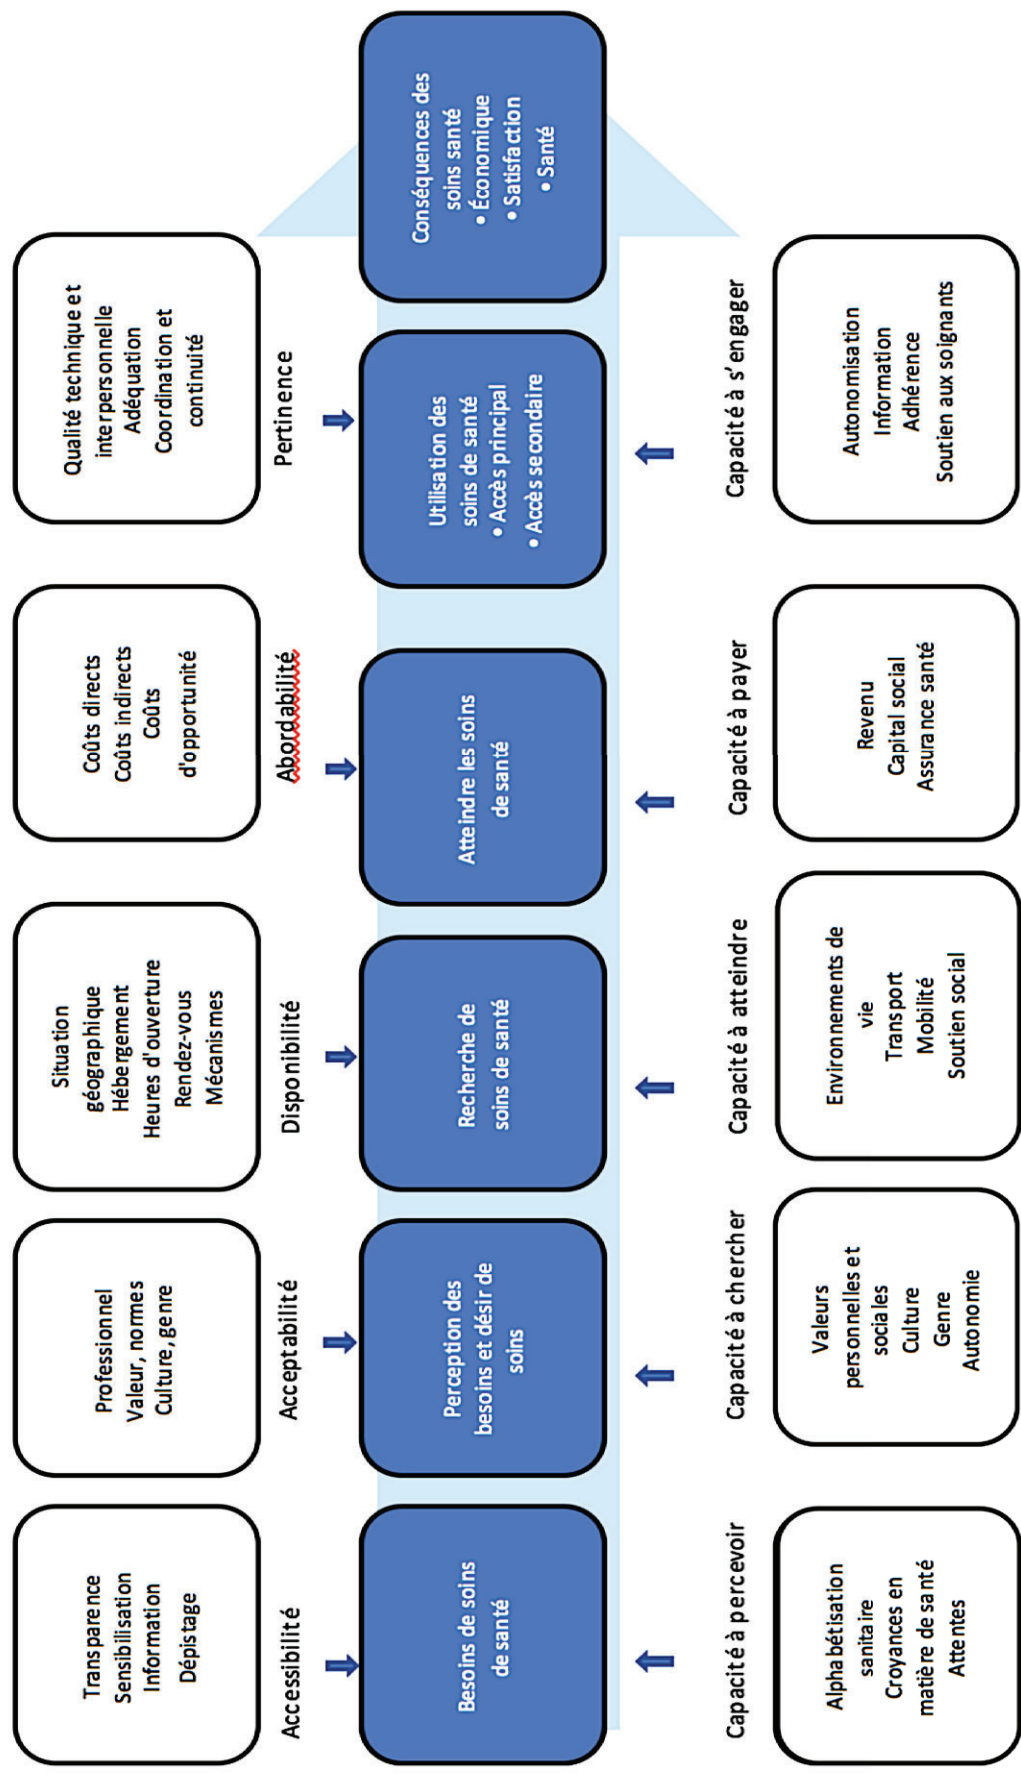 Transparence
Sensibilisation
Information
Dépistage
Professionnel
Valeur, normes
Culture, genre
Situation
géographique
Hébergement
Heures d'ouverture
Rendez-vous
Mécanismes
Coûts directs
Coûts indirects
Coûts
d'opportunité
Qualité technique et
interpersonnelle
Adéquation
Coordination et
continuité
Accessibilité
Acceptabilité
Disponibilité
Abordabilité
Pertinence
Besoins de soins
de santé
Perception des
besoins et désir de
soins
Recherche de
soins de santé
Atteindre les soins
de santé
Utilisation des
soins de santé
• Accès principal
• Accès secondaire
Conséquences des
soins santé
• Économique
• Satisfaction
• Santé
Capacité à percevoir
Capacité à chercher
Capacité à atteindre
Capacité à payer
Capacité à s’engager
Alphabétisation
sanitaire
Croyances en
matière de santé
Attentes
Valeurs
personnelles et
sociales
Culture
Genre
Autonomie
Environnements de
vie
Transport
Mobilité
Soutien social
Revenu
Capital social
Assurance santé
Autonomisation
Information
Adhérence
Soutien aux soignants